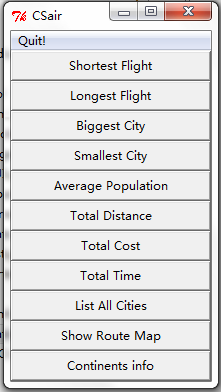 CSair
Quit!
Shortest Flight
Longest Flight
Biggest City
Smallest City
Average Population
Total Distance
Total Cost
Total Time
List All Cities
Show Route Map
Continents info